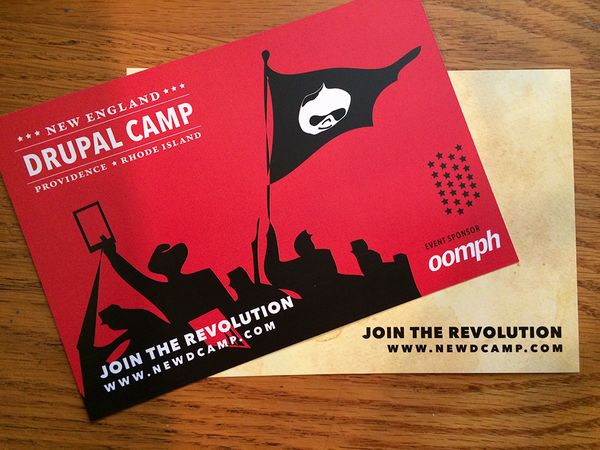 ★★★ NEW ENGLAND ★★★
DRUPAL CAMP
PROVIDENCE ★ RHODE ISLAND
EVENT SPONSOR
oomph
JOIN THE REVOLUTION
WWW.NEWDCAMP.COM
JOIN THE REVOLUTION
WWW.NEWDCAMP.COM